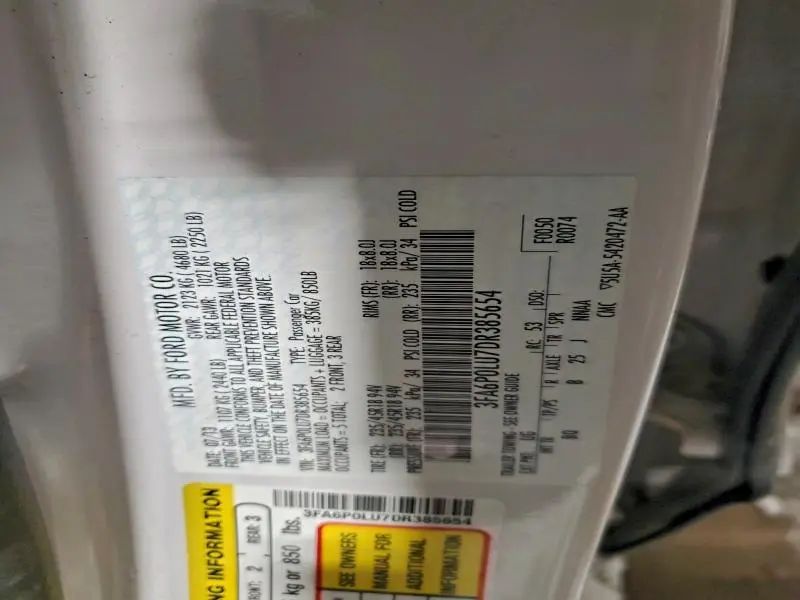 MFD. BY FORD MOTOR CO.
DATE: 07/13 GVWR: 2123 KG ( 4680 LB)
FRONT GAWR: 1107 KG ( 2440 LB) REAR GAWR: 1021 KG ( 2250 LB)
THIS VEHICLE CONFORMS TO ALL APPLICABLE FEDERAL MOTOR
VEHICLE SAFETY, BUMPER, AND THEFT PREVENTION STANDARDS
IN EFFECT ON THE DATE OF MANUFACTURE SHOWN ABOVE.
VIN: 3FA6P0LU7DR385654 TYPE: Passenger Car
MAXIMUM LOAD = OCCUPANTS + LUGGAGE = 385KG/ 850LB
OCCUPANTS = 5 TOTAL: 2 FRONT, 3 REAR
TIRE (FR): 235/45R18 94V RIMS (FR): 18x8.0J
(RR): 235/45R18 94V (RR): 18x8.0J
PRESSURE (FR): 235 kPa/ 34 PSI COLD (RR): 235 kPa/ 34 PSI COLD
3FA6P0LU7DR385654
TRAILER TOWING - SEE OWNER GUIDE
EXT PNT: UG RC: 53 DSO: F0050
R0074
INT TR TP/PS R AXLE TR SPR
BQ B 25 J NNAA
CNC 5U5A-5420472-AA
NG INFORMATION
RONT: 2 REAR: 3
kg or 850 lbs.
3FA6P0LU7DR385654
SEE OWNERS
MANUAL FOR
ADDITIONAL
INFORMATION